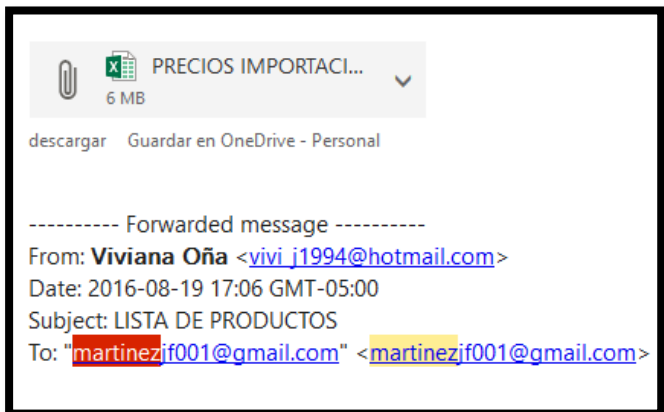 PRECIOS IMPORTACI...
6 MB
descargar Guardar en OneDrive - Personal
---------- Forwarded message ----------
From: Viviana Oña <vivi_j1994@hotmail.com>
Date: 2016-08-19 17:06 GMT-05:00
Subject: LISTA DE PRODUCTOS
To: "martinezjf001@gmail.com" <martinezjf001@gmail.com>